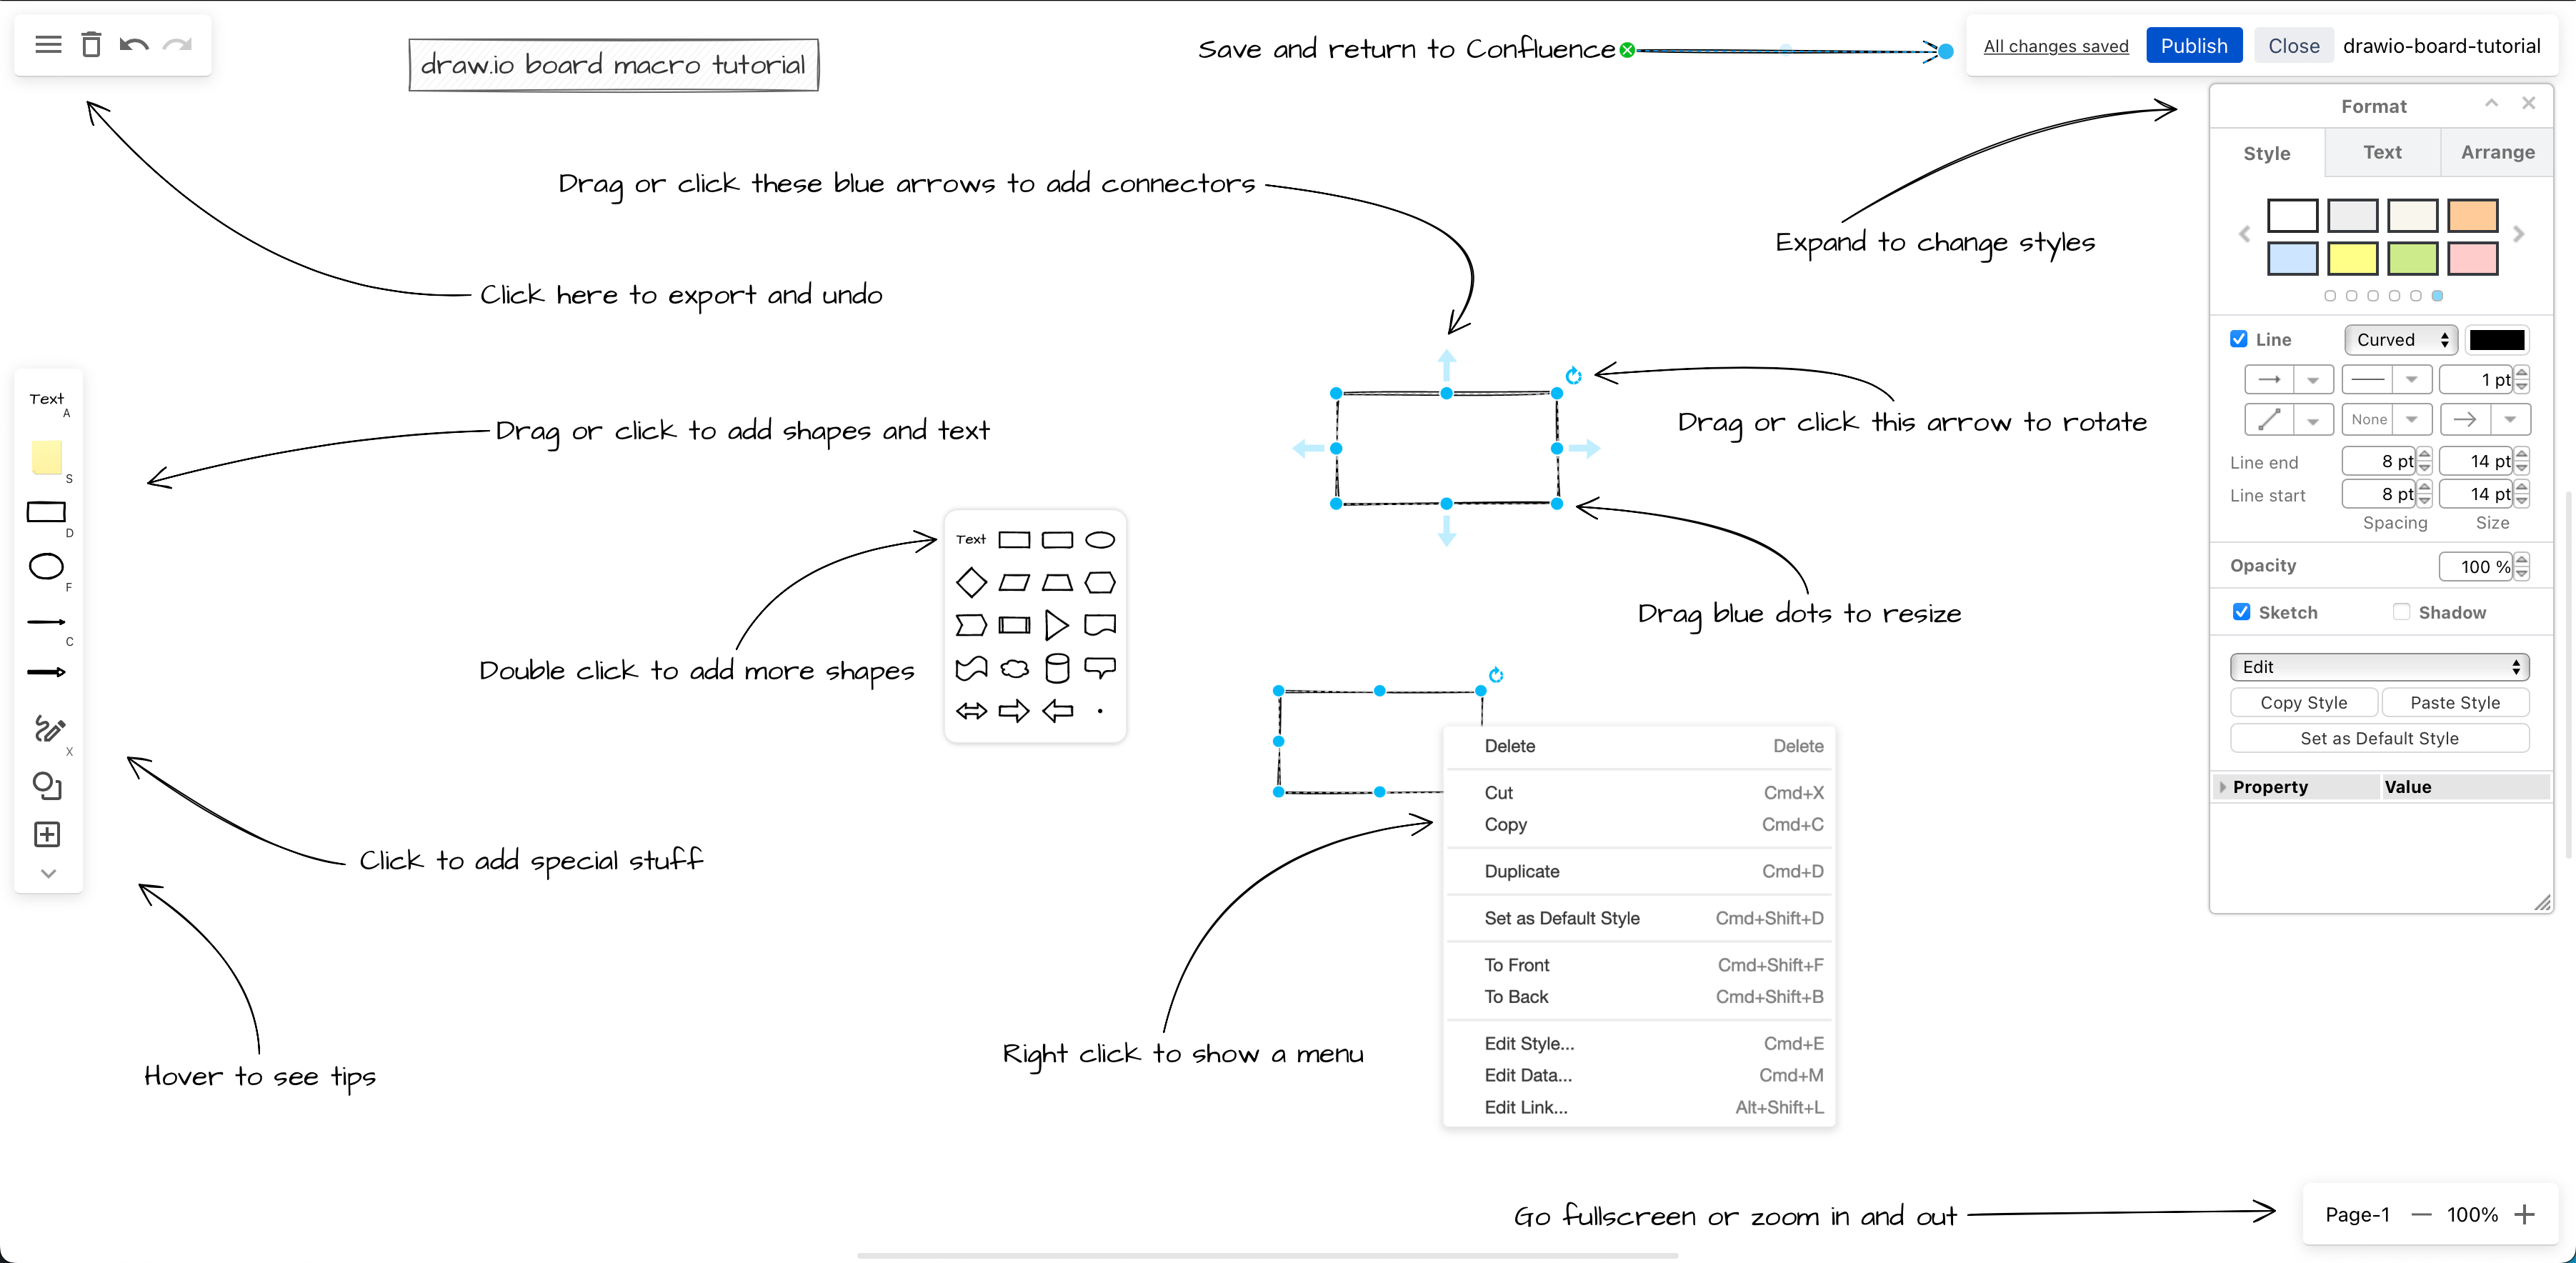 draw.io board macro tutorial
Save and return to Confluence
All changes saved
Publish
Close
drawio-board-tutorial
Drag or click these blue arrows to add connectors
Expand to change styles
Click here to export and undo
Drag or click to add shapes and text
Drag or click this arrow to rotate
Drag blue dots to resize
Double click to add more shapes
Click to add special stuff
Hover to see tips
Right click to show a menu
Go fullscreen or zoom in and out
Text
A
S
D
F
C
X
Text
Delete Delete
Cut Cmd+X
Copy Cmd+C
Duplicate Cmd+D
Set as Default Style Cmd+Shift+D
To Front Cmd+Shift+F
To Back Cmd+Shift+B
Edit Style... Cmd+E
Edit Data... Cmd+M
Edit Link... Alt+Shift+L
Format
Style Text Arrange
Line Curved
1 pt
None
Line end 8 pt 14 pt
Line start 8 pt 14 pt
Spacing Size
Opacity 100 %
Sketch Shadow
Edit
Copy Style Paste Style
Set as Default Style
Property Value
Page-1 100%